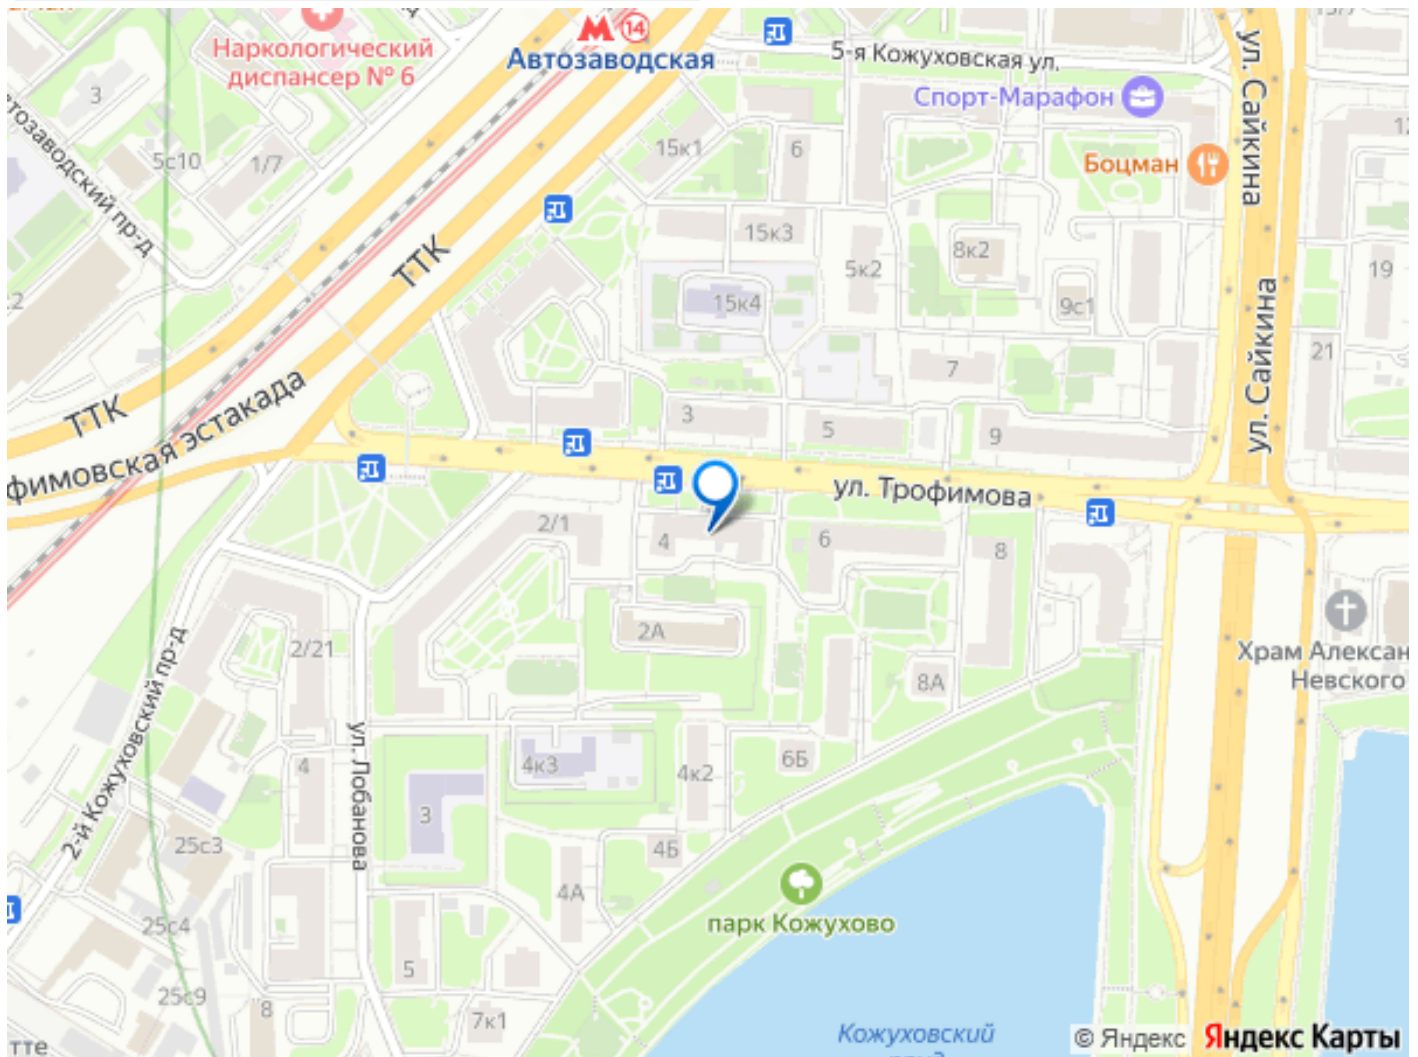 Наркологический
диспансер № 6
14
Автозаводская
5-я Кожуховская ул.
Спорт-Марафон
Боцман
ул. Сайкина
ул. Сайкина
3
5с10
1/7
15к1
6
15к3
5к2
8к2
9с1
15к4
19
21
7
3
5
9
ТТК
ТТК
фимовская эстакада
ул. Трофимова
2/1
4
6
8
2А
2/21
8А
Храм Алексан
Невского
2-й Кожуховский пр-д
ул. Лобанова
4
4к3
4к2
6Б
3
25с3
4Б
4А
25с4
парк Кожухово
5
25с9
8
7к1
тте
Кожуховский
© Яндекс Яндекс Карты